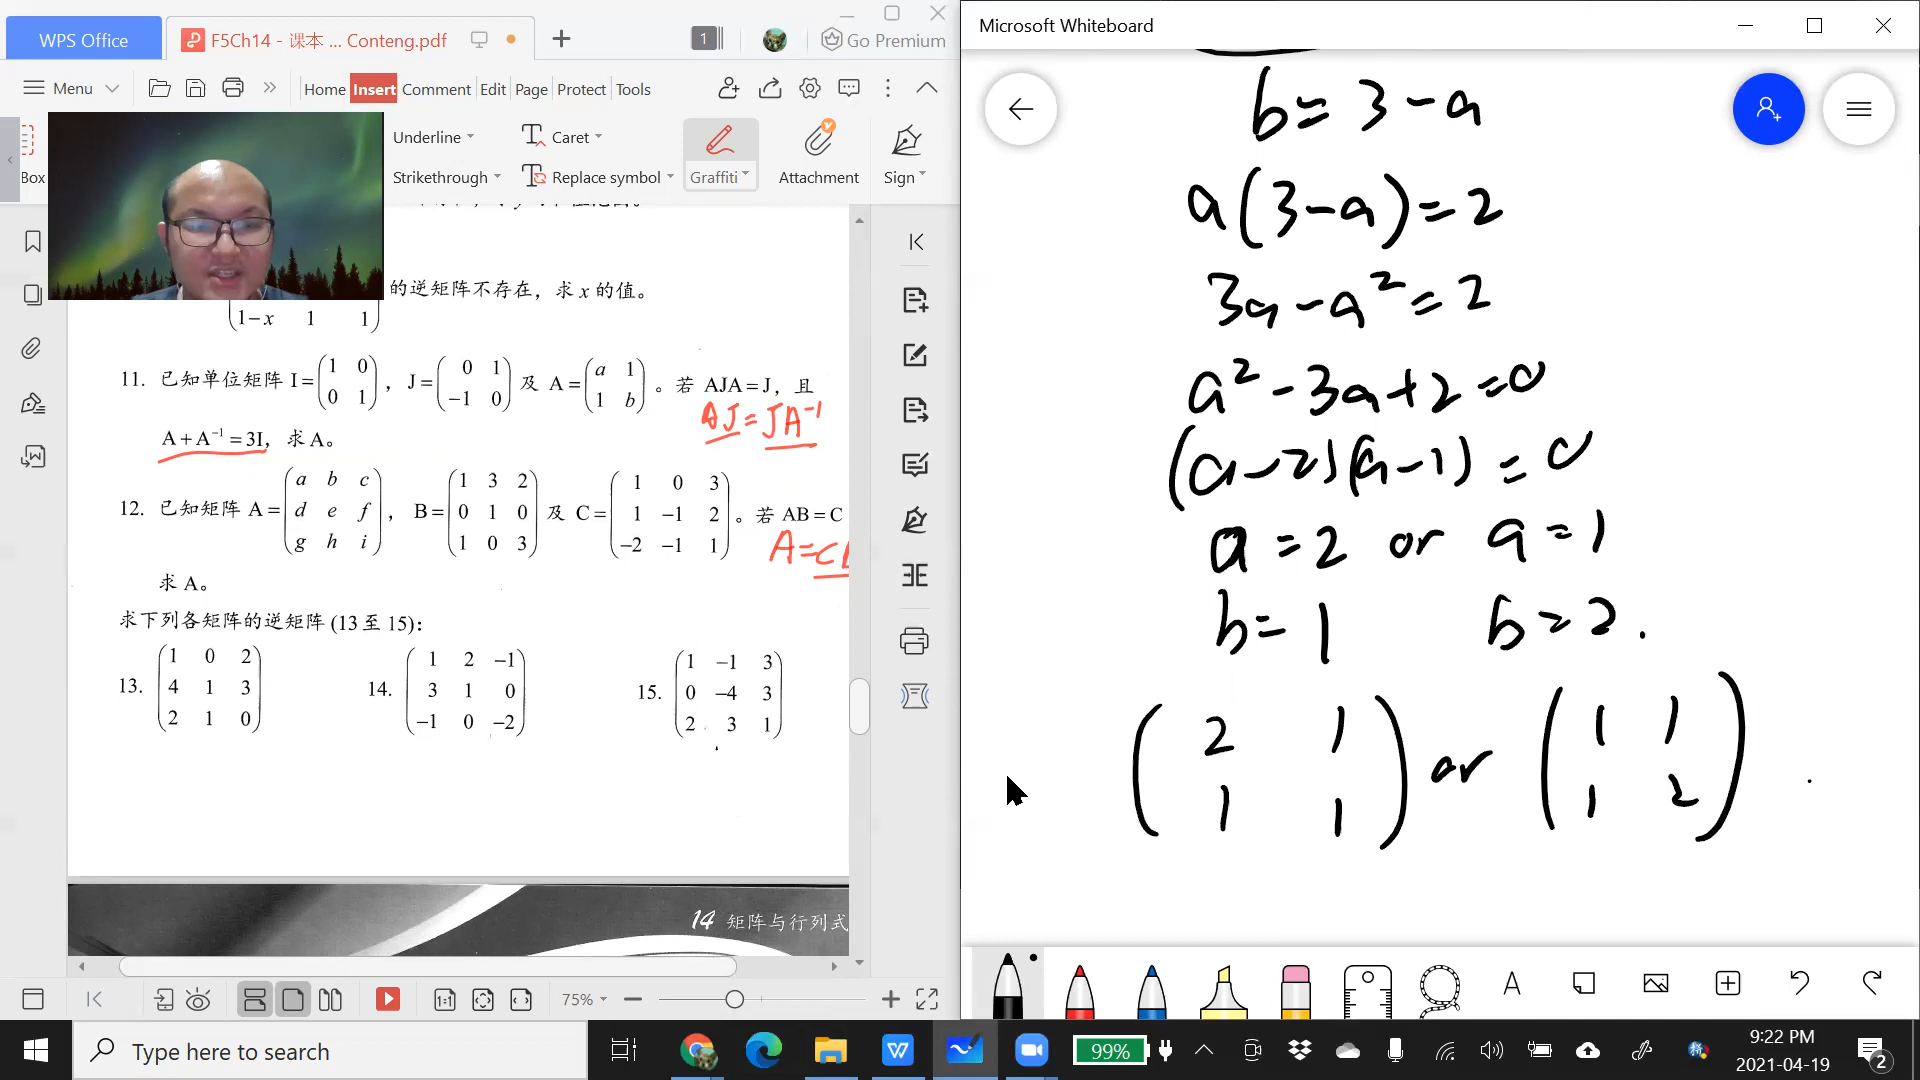 WPS Office
F5Ch14 - 课本 ... Conteng.pdf
1
Go Premium
Menu
Home Insert Comment Edit Page Protect Tools
Box
Underline
Strikethrough
Caret
Replace symbol
Graffiti
Attachment
Sign
的逆矩阵不存在，求 x 的值。
1−x 1 1
11. 已知单位矩阵 I = (1 0 / 0 1), J = (0 1 / −1 0) 及 A = (a 1 / 1 b)。若 AJA = J，且
AJ = JA⁻¹
A + A⁻¹ = 3I，求 A。
12. 已知矩阵 A = (a b c / d e f / g h i), B = (1 3 2 / 0 1 0 / 1 0 3) 及 C = (1 0 3 / 1 −1 2 / −2 −1 1)。若 AB = C
A = C
求 A。
求下列各矩阵的逆矩阵 (13 至 15)：
13. (1 0 2 / 4 1 3 / 2 1 0)
14. (1 2 −1 / 3 1 0 / −1 0 −2)
15. (1 −1 3 / 0 −4 3 / 2 3 1)
14 矩阵与行列式
75%
Microsoft Whiteboard
b = 3 − a
a(3 − a) = 2
3a − a² = 2
a² − 3a + 2 = 0
(a − 2)(a − 1) = 0
a = 2 or a = 1
b = 1 b = 2.
(2 1 / 1 1) or (1 1 / 1 2)
Type here to search
99%
9:22 PM
2021-04-19
2